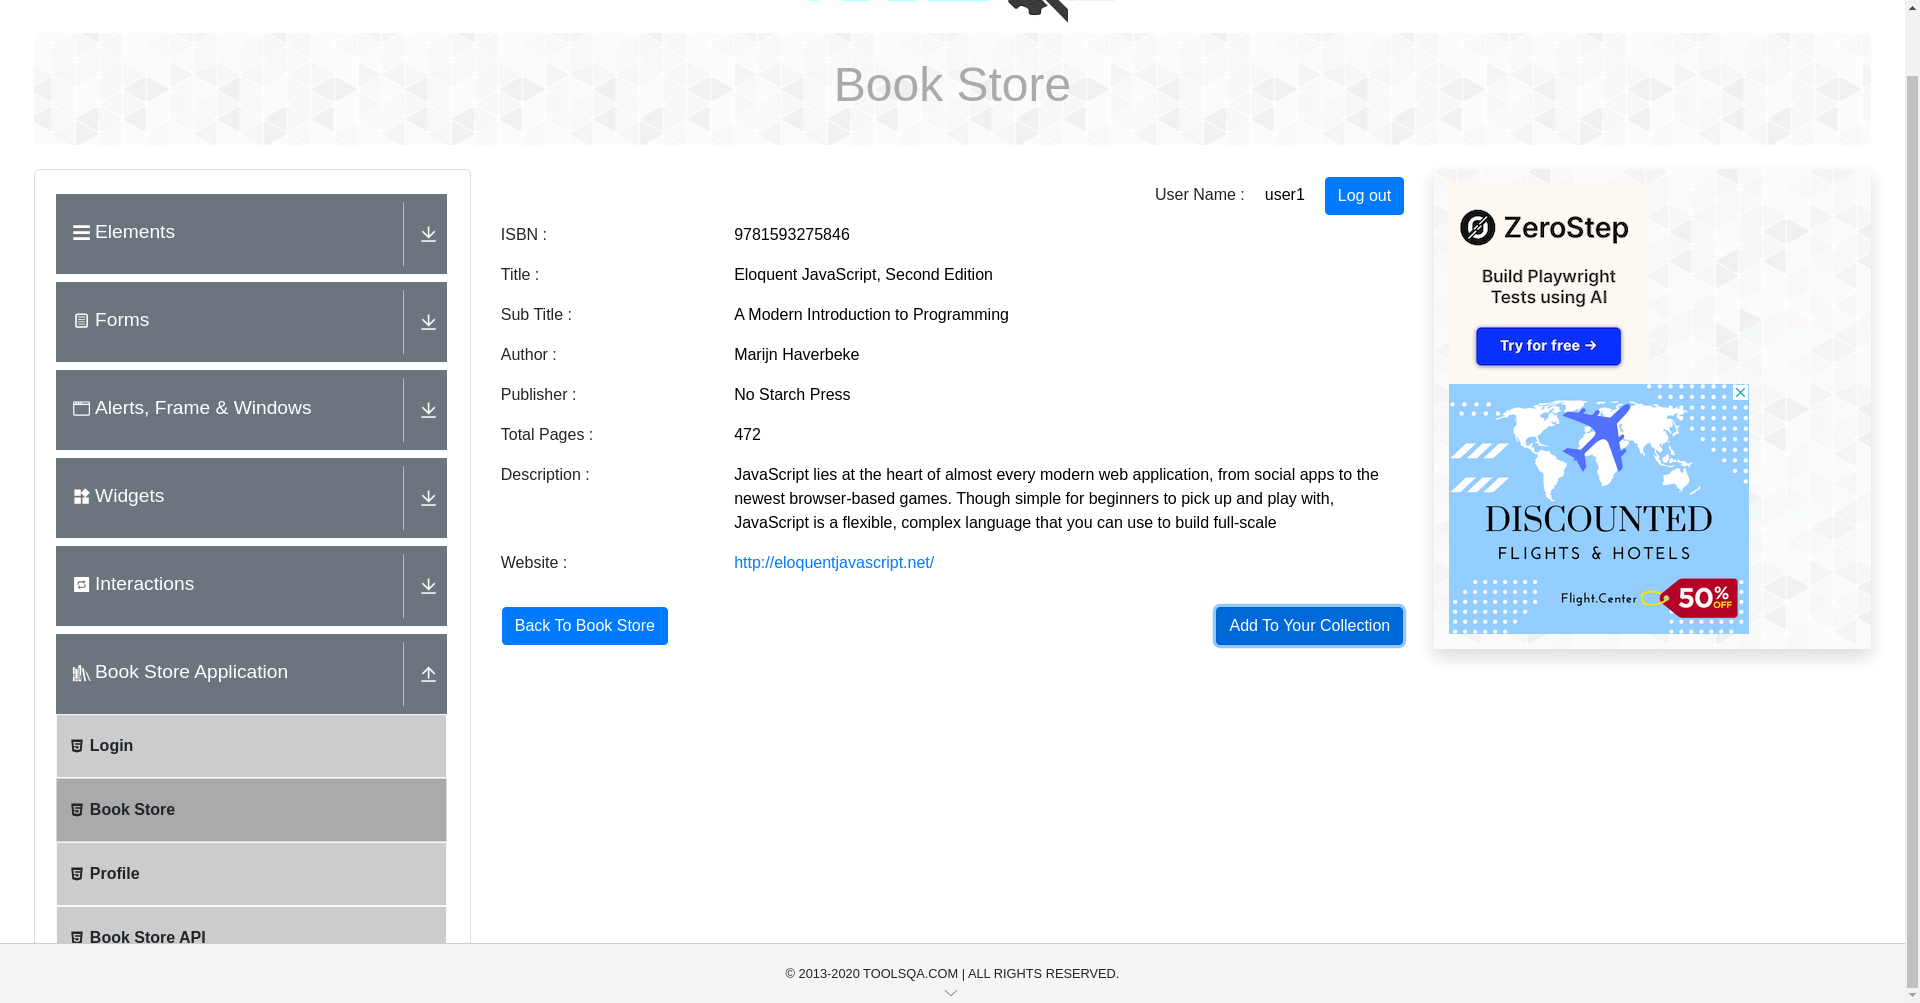 Book Store
User Name : user1 Log out
ISBN : 9781593275846
Title : Eloquent JavaScript, Second Edition
Sub Title : A Modern Introduction to Programming
Author : Marijn Haverbeke
Publisher : No Starch Press
Total Pages : 472
Description : JavaScript lies at the heart of almost every modern web application, from social apps to the
newest browser-based games. Though simple for beginners to pick up and play with,
JavaScript is a flexible, complex language that you can use to build full-scale
Website : http://eloquentjavascript.net/
Back To Book Store Add To Your Collection
Elements
Forms
Alerts, Frame & Windows
Widgets
Interactions
Book Store Application
Login
Book Store
Profile
Book Store API
ZeroStep
Build Playwright
Tests using AI
Try for free →
DISCOUNTED
FLIGHTS & HOTELS
Flight.Center 50% OFF
© 2013-2020 TOOLSQA.COM | ALL RIGHTS RESERVED.